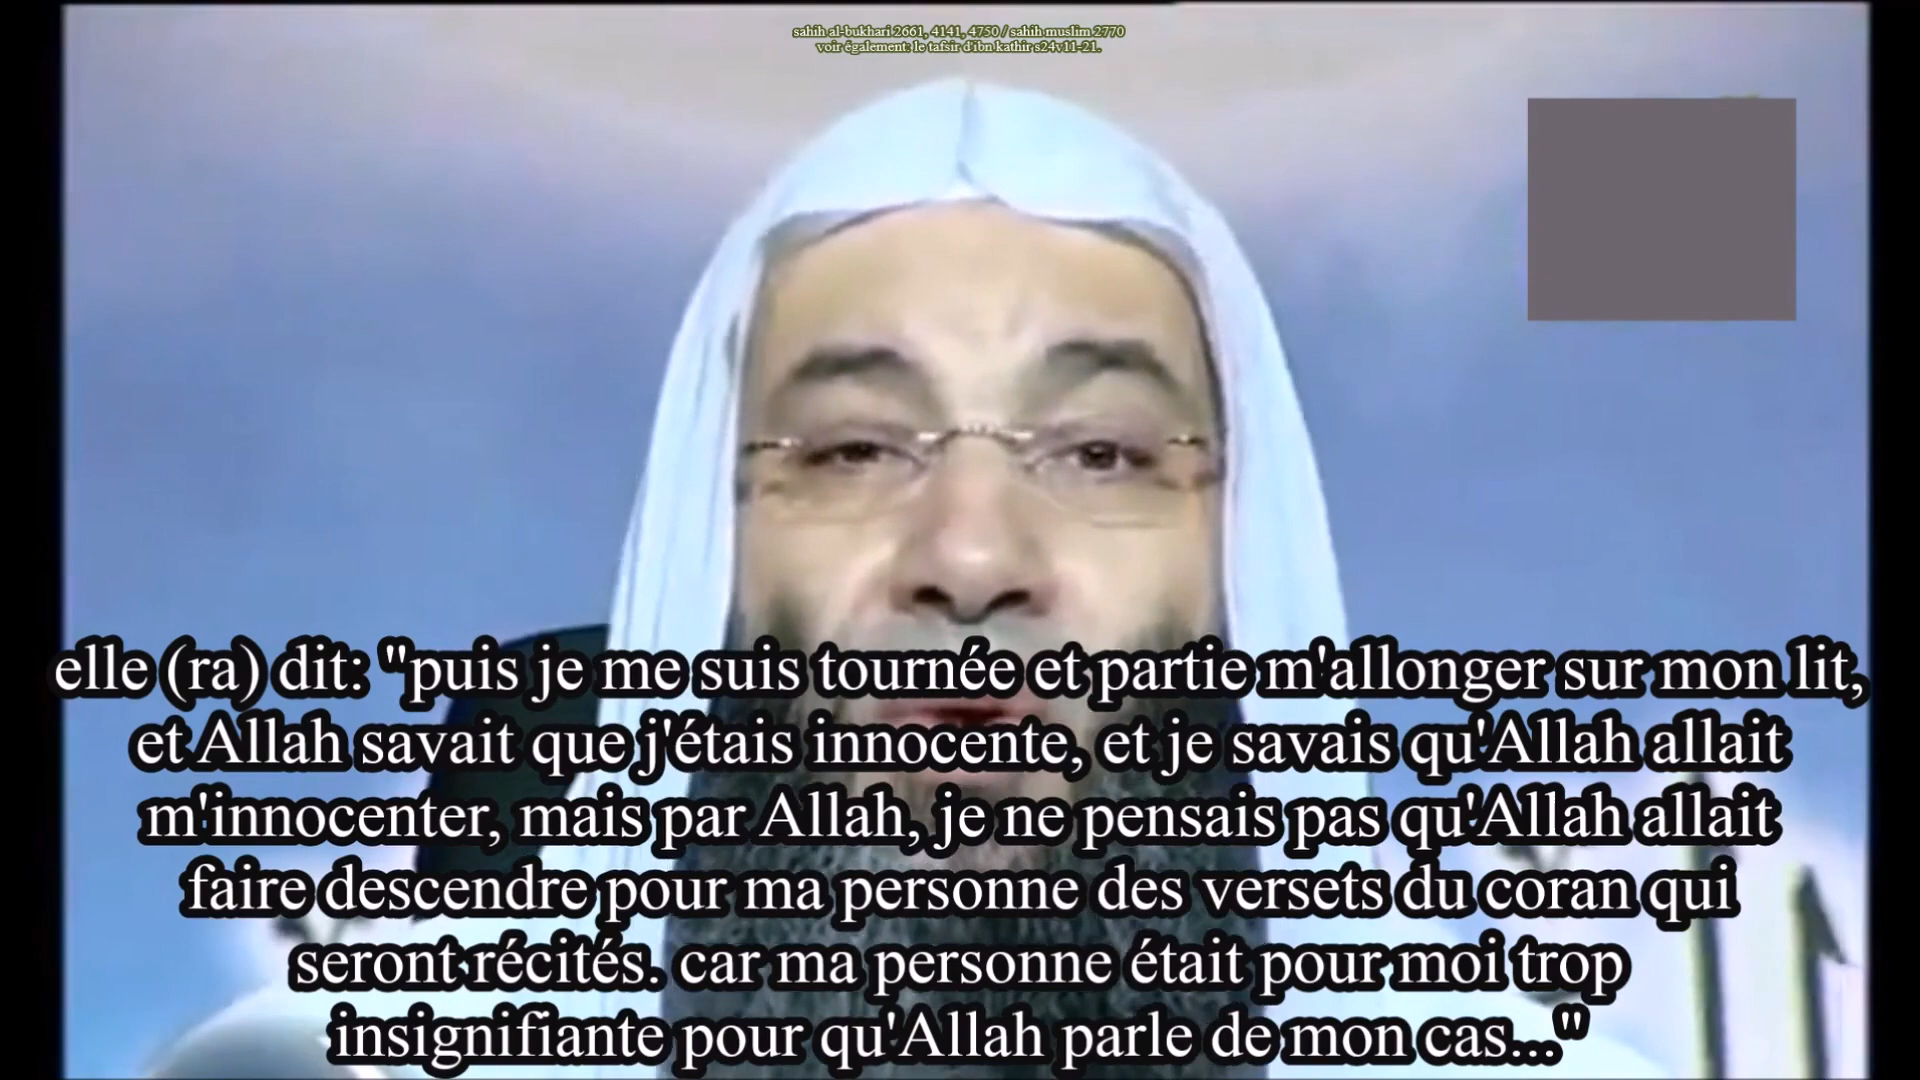 sahih al-bukhari 2661, 4141, 4750 / sahih muslim 2770
voir également: le tafsir d'ibn kathir s24v11-21.
elle (ra) dit: "puis je me suis tournée et partie m'allonger sur mon lit,
et Allah savait que j'étais innocente, et je savais qu'Allah allait
m'innocenter, mais par Allah, je ne pensais pas qu'Allah allait
faire descendre pour ma personne des versets du coran qui
seront récités. car ma personne était pour moi trop
insignifiante pour qu'Allah parle de mon cas..."